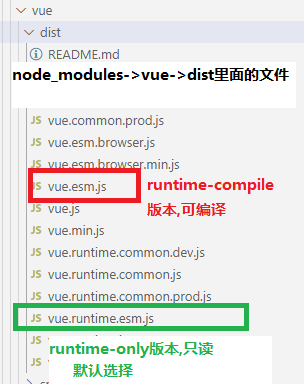 vue
dist
README.md
node_modules->vue->dist里面的文件
JS vue.common.prod.js
JS vue.esm.browser.js
JS vue.esm.browser.min.js
JS vue.esm.js
runtime-compile
版本,可编译
JS vue.js
JS vue.min.js
JS vue.runtime.common.dev.js
JS vue.runtime.common.js
JS vue.runtime.common.prod.js
JS vue.runtime.esm.js
runtime-only版本,只读
默认选择